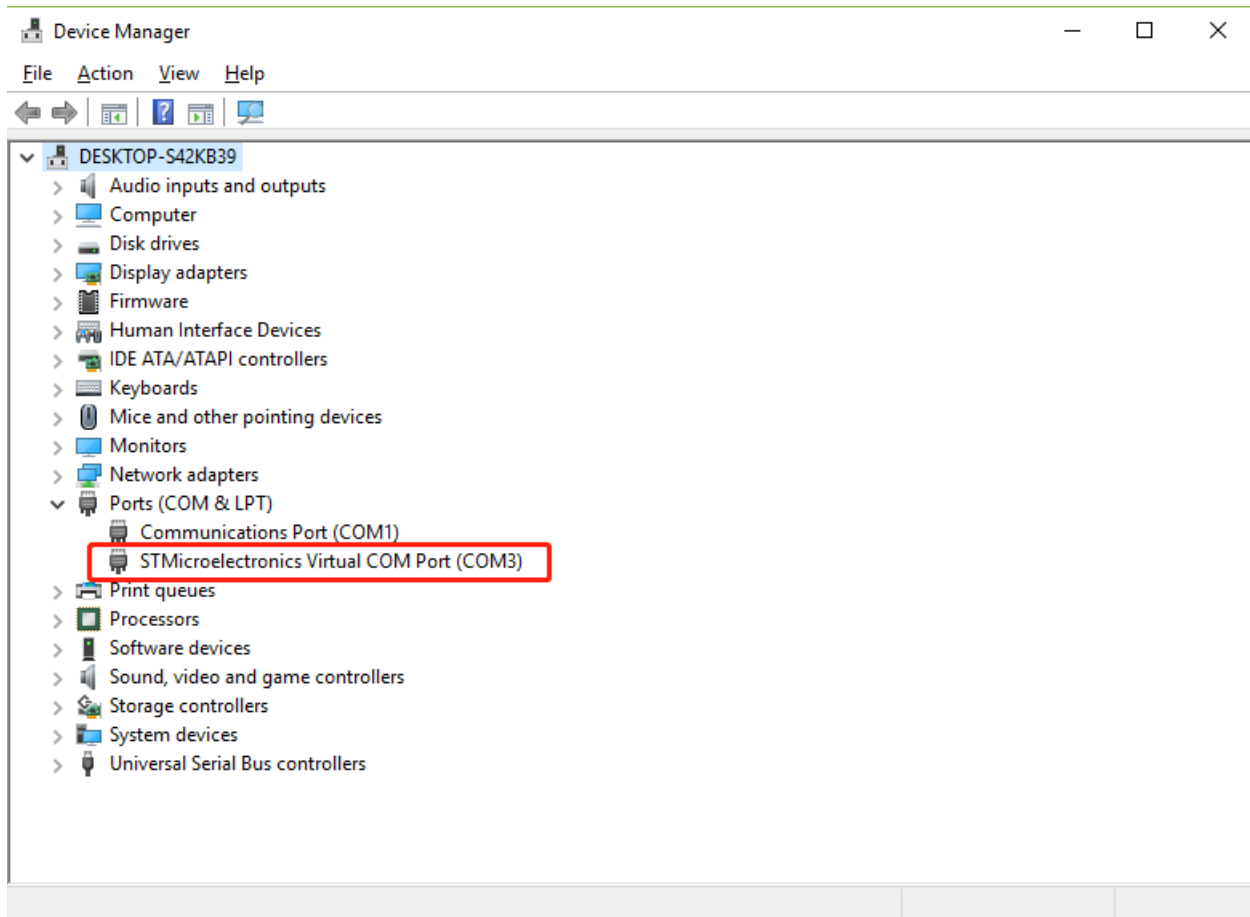 Device Manager
File Action View Help
DESKTOP-S42KB39
Audio inputs and outputs
Computer
Disk drives
Display adapters
Firmware
Human Interface Devices
IDE ATA/ATAPI controllers
Keyboards
Mice and other pointing devices
Monitors
Network adapters
Ports (COM & LPT)
Communications Port (COM1)
STMicroelectronics Virtual COM Port (COM3)
Print queues
Processors
Software devices
Sound, video and game controllers
Storage controllers
System devices
Universal Serial Bus controllers